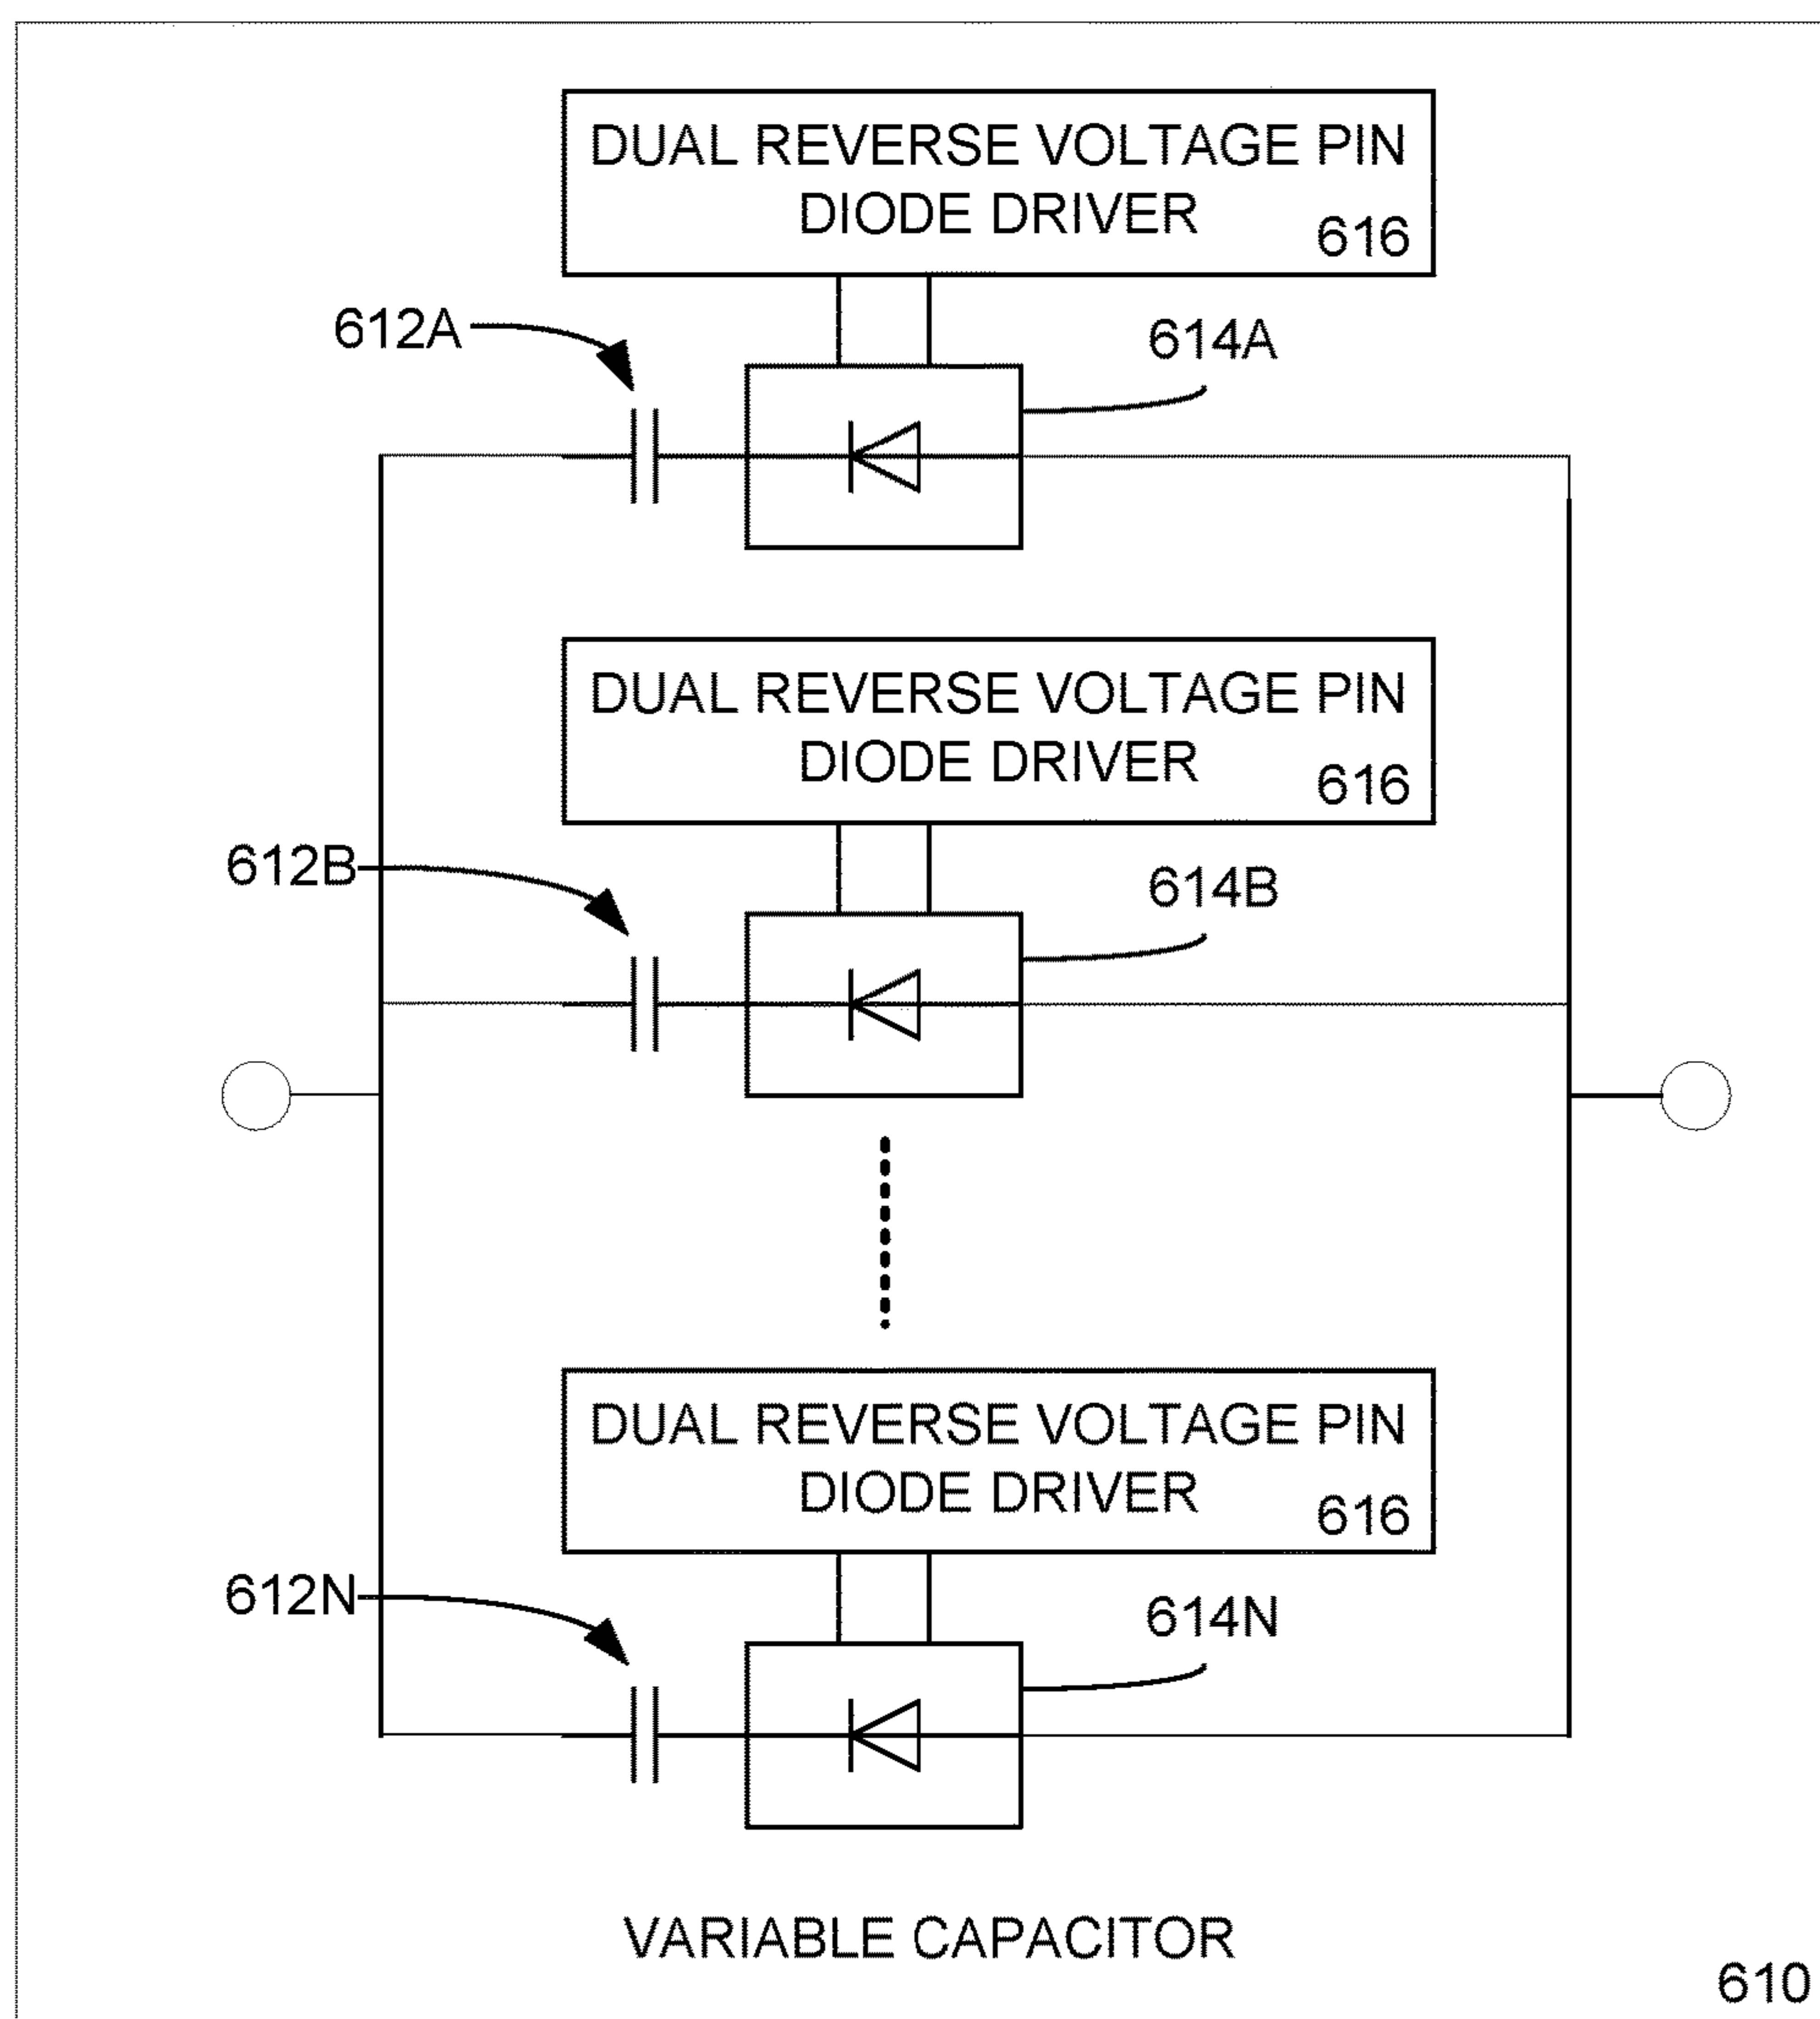 DUAL REVERSE VOLTAGE PIN
DIODE DRIVER
616
612A
614A
DUAL REVERSE VOLTAGE PIN
DIODE DRIVER
616
612B
614B
DUAL REVERSE VOLTAGE PIN
DIODE DRIVER
616
612N
614N
VARIABLE CAPACITOR
610